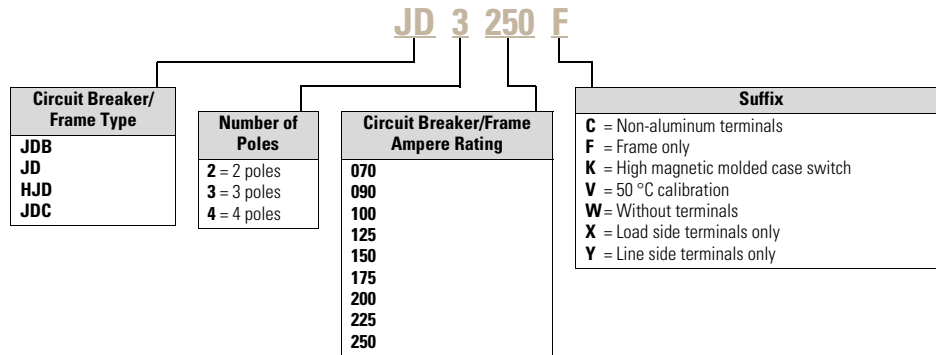 JD 3 250 F
Circuit Breaker/
Frame Type
JDB
JD
HJD
JDC
Number of
Poles
2 = 2 poles
3 = 3 poles
4 = 4 poles
Circuit Breaker/Frame
Ampere Rating
070
090
100
125
150
175
200
225
250
Suffix
C = Non-aluminum terminals
F = Frame only
K = High magnetic molded case switch
V = 50 °C calibration
W = Without terminals
X = Load side terminals only
Y = Line side terminals only